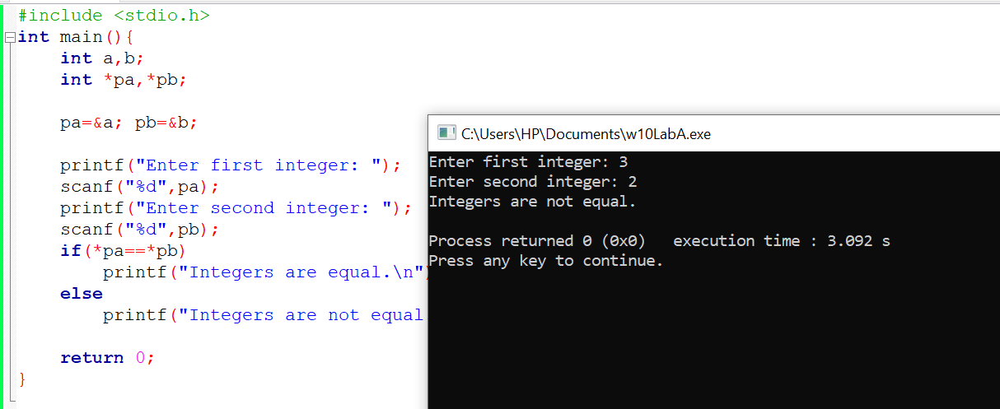 #include <stdio.h>
int main(){
int a,b;
int *pa,*pb;
pa=&a; pb=&b;
printf("Enter first integer: ");
scanf("%d",pa);
printf("Enter second integer: ");
scanf("%d",pb);
if(*pa==*pb)
printf("Integers are equal.\n"
else
printf("Integers are not equal
return 0;
}
C:\Users\HP\Documents\w10LabA.exe
Enter first integer: 3
Enter second integer: 2
Integers are not equal.
Process returned 0 (0x0)   execution time : 3.092 s
Press any key to continue.